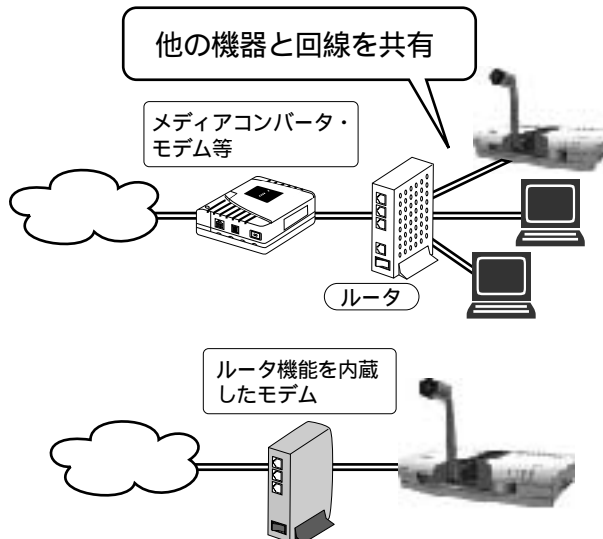 他の機器と回線を共有
メディアコンバータ・
モデム等
ルータ
ルータ機能を内蔵
したモデム